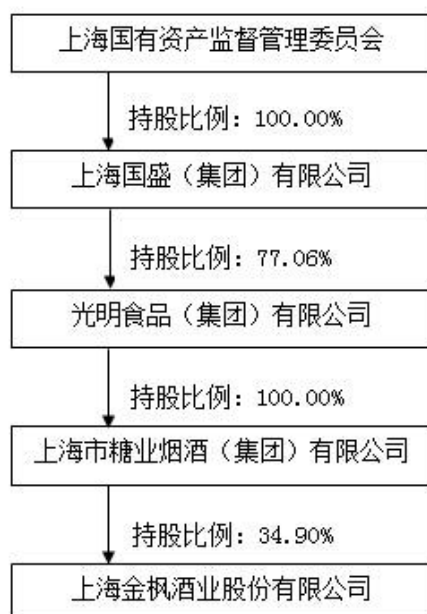 上海国有资产监督管理委员会
持股比例：100.00%
上海国盛（集团）有限公司
持股比例：77.06%
光明食品（集团）有限公司
持股比例：100.00%
上海市糖业烟酒（集团）有限公司
持股比例：34.90%
上海金枫酒业股份有限公司